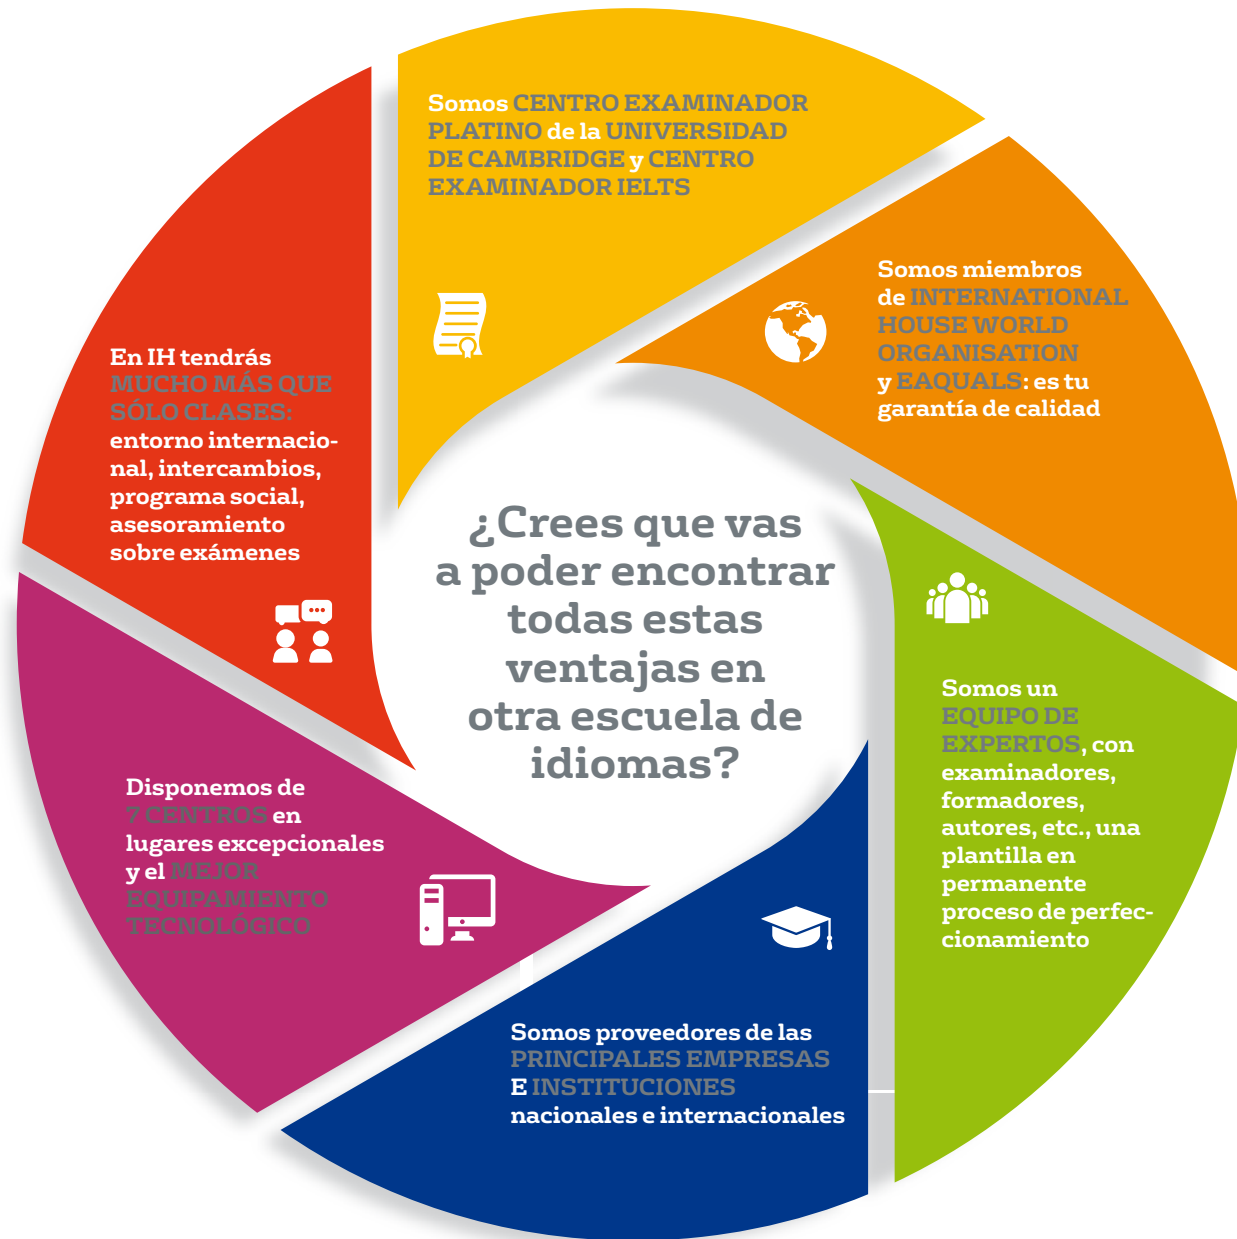 Somos CENTRO EXAMINADOR
PLATINO de la UNIVERSIDAD
DE CAMBRIDGE y CENTRO
EXAMINADOR IELTS
Somos miembros
de INTERNATIONAL
HOUSE WORLD
ORGANISATION
y EAQUALS: es tu
garantía de calidad
Somos un
EQUIPO DE
EXPERTOS, con
examinadores,
formadores,
autores, etc., una
plantilla en
permanente
proceso de perfec-
cionamiento
Somos proveedores de las
PRINCIPALES EMPRESAS
E INSTITUCIONES
nacionales e internacionales
Disponemos de
7 CENTROS en
lugares excepcionales
y el MEJOR
EQUIPAMIENTO
TECNOLÓGICO
En IH tendrás
MUCHO MÁS QUE
SÓLO CLASES:
entorno internacio-
nal, intercambios,
programa social,
asesoramiento
sobre exámenes
¿Crees que vas
a poder encontrar
todas estas
ventajas en
otra escuela de
idiomas?